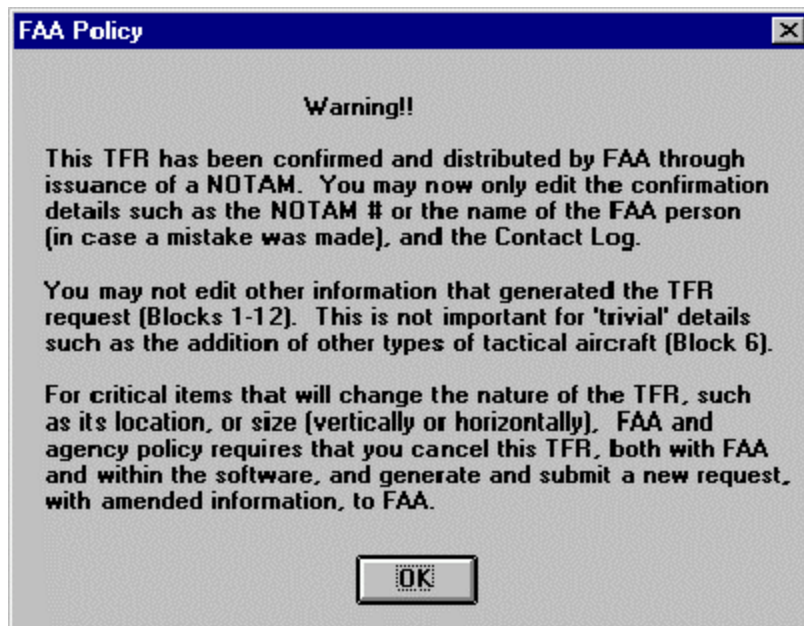 FAA Policy
Warning!!
This TFR has been confirmed and distributed by FAA through
issuance of a NOTAM.  You may now only edit the confirmation
details such as the NOTAM # or the name of the FAA person
(in case a mistake was made), and the Contact Log.
You may not edit other information that generated the TFR
request (Blocks 1-12).  This is not important for 'trivial' details
such as the addition of other types of tactical aircraft (Block 6).
For critical items that will change the nature of the TFR, such
as its location, or size (vertically or horizontally),  FAA and
agency policy requires that you cancel this TFR, both with FAA
and within the software, and generate and submit a new request,
with amended information, to FAA.
OK